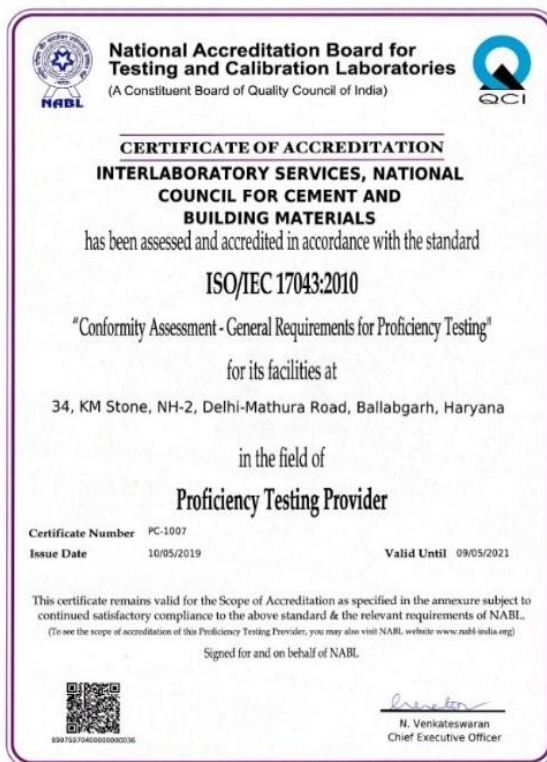 National Accreditation Board for
Testing and Calibration Laboratories
(A Constituent Board of Quality Council of India)
NABL
QCI
CERTIFICATE OF ACCREDITATION
INTERLABORATORY SERVICES, NATIONAL
COUNCIL FOR CEMENT AND
BUILDING MATERIALS
has been assessed and accredited in accordance with the standard
ISO/IEC 17043:2010
"Conformity Assessment - General Requirements for Proficiency Testing"
for its facilities at
34, KM Stone, NH-2, Delhi-Mathura Road, Ballabgarh, Haryana
in the field of
Proficiency Testing Provider
Certificate Number PC-1007
Issue Date 10/05/2019 Valid Until 09/05/2021
This certificate remains valid for the Scope of Accreditation as specified in the annexure subject to
continued satisfactory compliance to the above standard & the relevant requirements of NABL.
(To see the scope of accreditation of this Proficiency Testing Provider, you may also visit NABL website www.nabl-india.org)
Signed for and on behalf of NABL
N. Venkateswaran
Chief Executive Officer